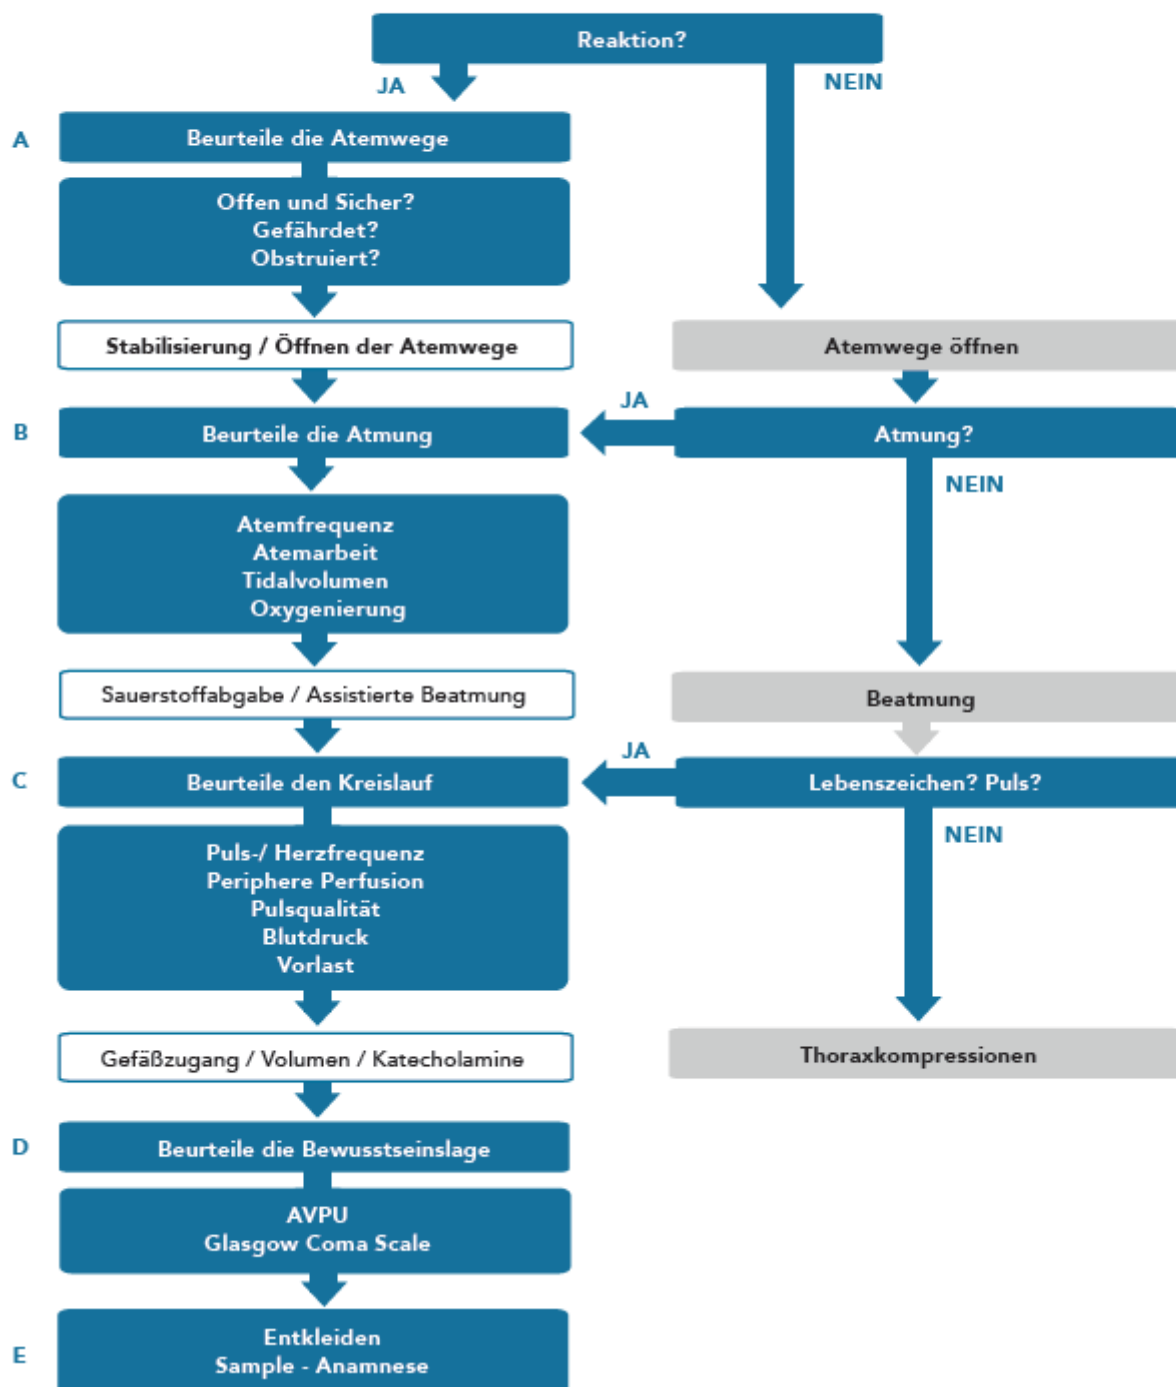 Reaktion?
JA
NEIN
A
Beurteile die Atemwege
Offen und Sicher?
Gefährdet?
Obstruiert?
Stabilisierung / Öffnen der Atemwege
Atemwege öffnen
B
Beurteile die Atmung
JA
Atmung?
NEIN
Atemfrequenz
Atemarbeit
Tidalvolumen
Oxygenierung
Sauerstoffabgabe / Assistierte Beatmung
Beatmung
C
Beurteile den Kreislauf
JA
Lebenszeichen? Puls?
NEIN
Puls-/ Herzfrequenz
Periphere Perfusion
Pulsqualität
Blutdruck
Vorlast
Gefäßzugang / Volumen / Katecholamine
Thoraxkompressionen
D
Beurteile die Bewusstseinslage
AVPU
Glasgow Coma Scale
E
Entkleiden
Sample - Anamnese